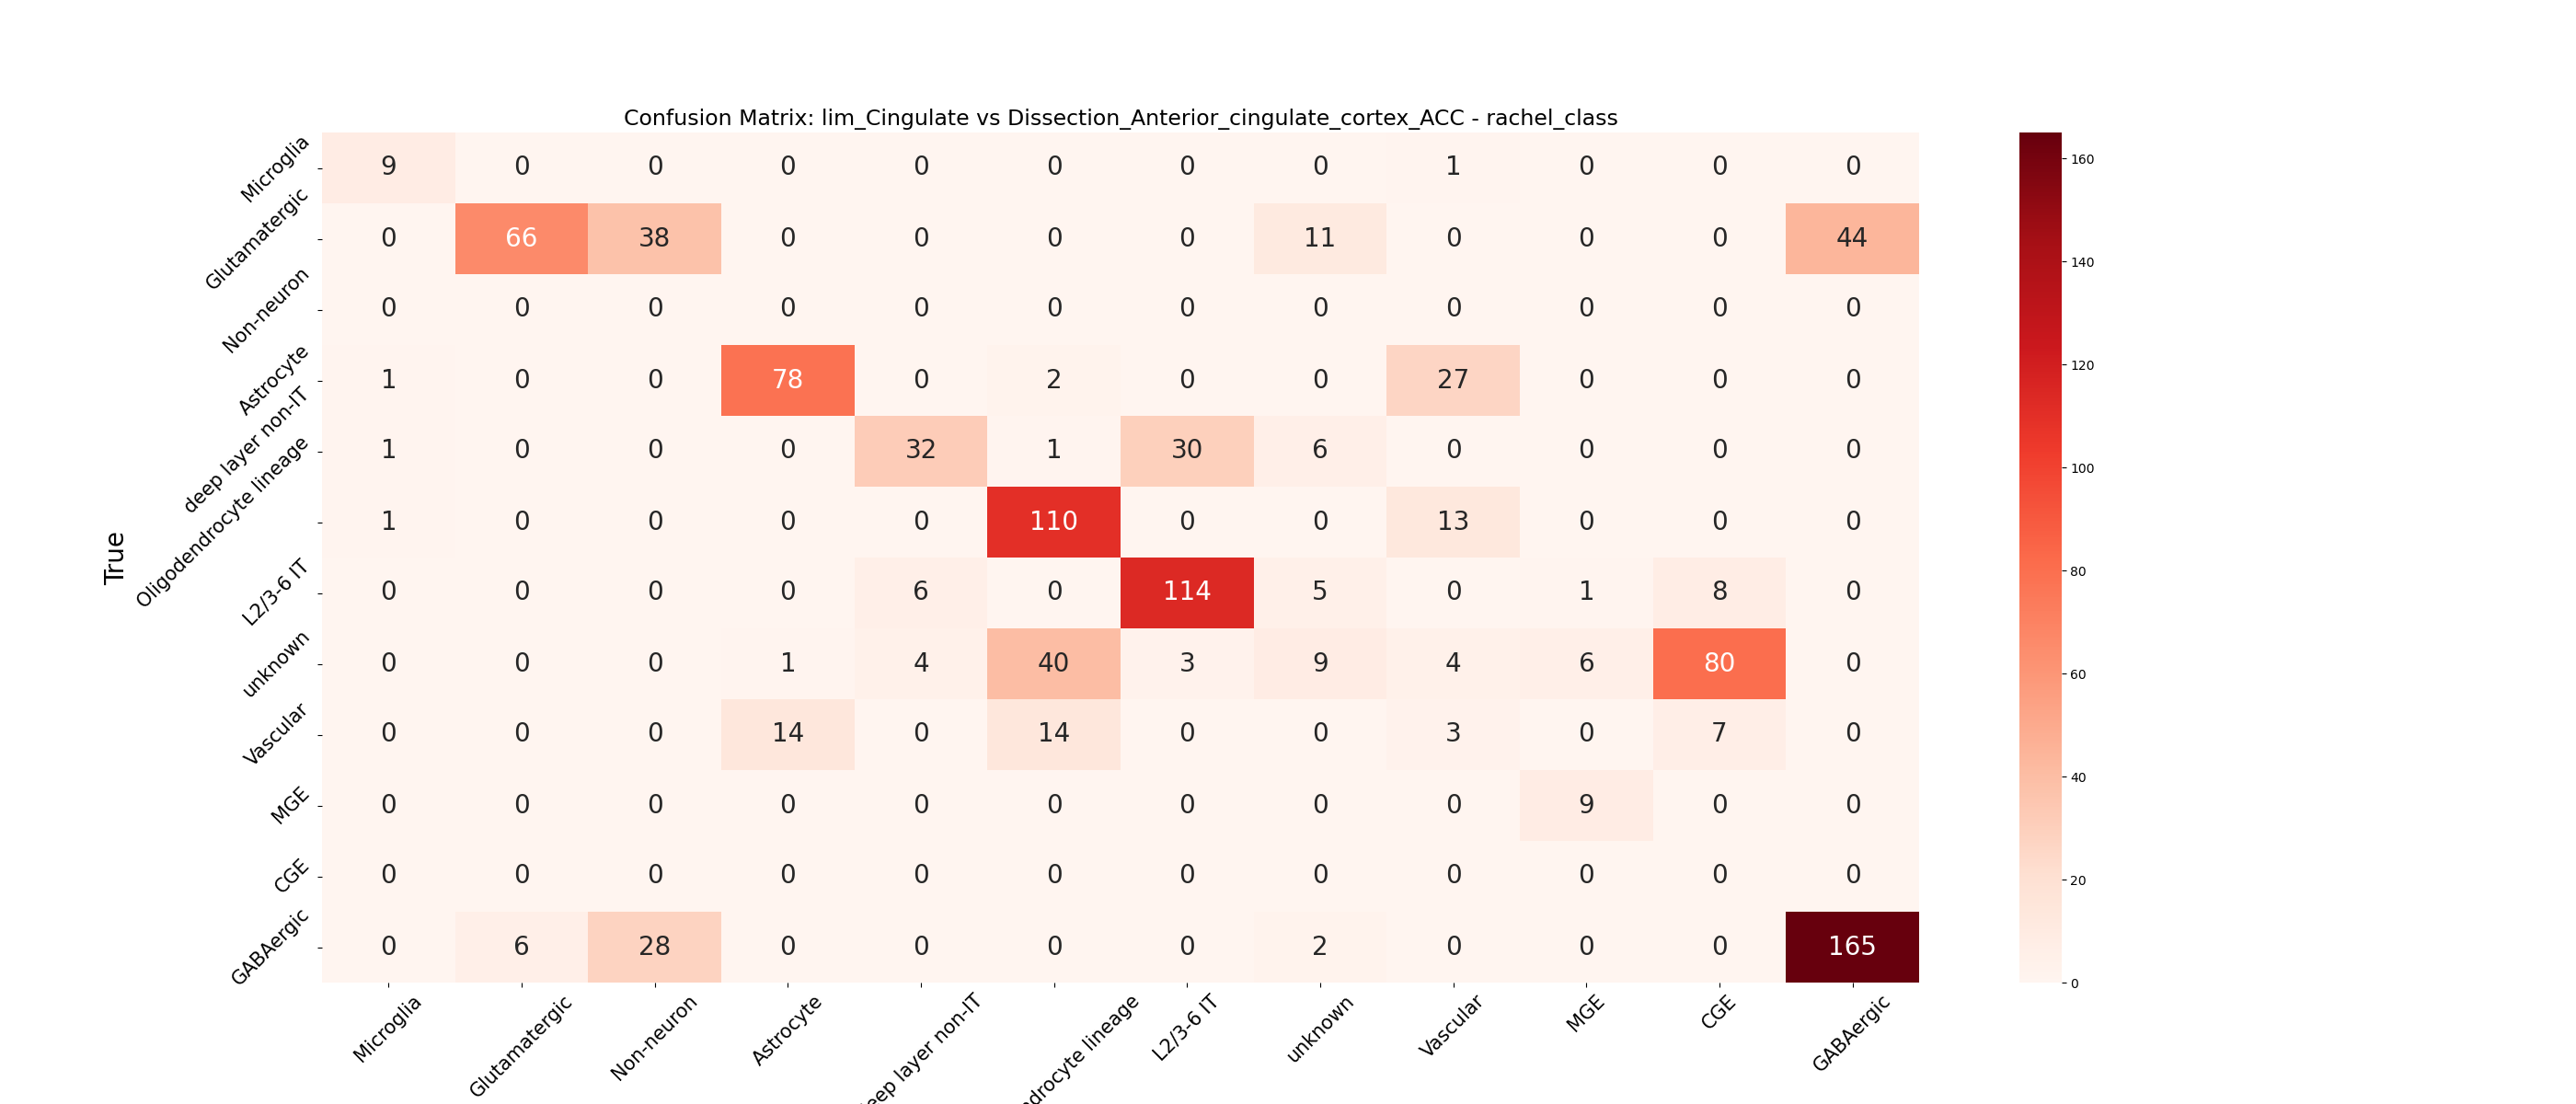 Confusion Matrix: lim_Cingulate vs Dissection_Anterior_cingulate_cortex_ACC - rachel_class
True
Microglia 9 0 0 0 0 0 0 0 1 0 0 0
Glutamatergic 0 66 38 0 0 0 0 11 0 0 0 44
Non-neuron 0 0 0 0 0 0 0 0 0 0 0 0
Astrocyte 1 0 0 78 0 2 0 0 27 0 0 0
deep layer non-IT 1 0 0 0 32 1 30 6 0 0 0 0
Oligodendrocyte lineage 1 0 0 0 0 110 0 0 13 0 0 0
L2/3-6 IT 0 0 0 0 6 0 114 5 0 1 8 0
unknown 0 0 0 1 4 40 3 9 4 6 80 0
Vascular 0 0 0 14 0 14 0 0 3 0 7 0
MGE 0 0 0 0 0 0 0 0 0 9 0 0
CGE 0 0 0 0 0 0 0 0 0 0 0 0
GABAergic 0 6 28 0 0 0 0 2 0 0 0 165
Microglia Glutamatergic Non-neuron Astrocyte layer non-IT lineage L2/3-6 IT unknown Vascular MGE CGE GABAergic
160
140
120
100
80
60
40
20
0